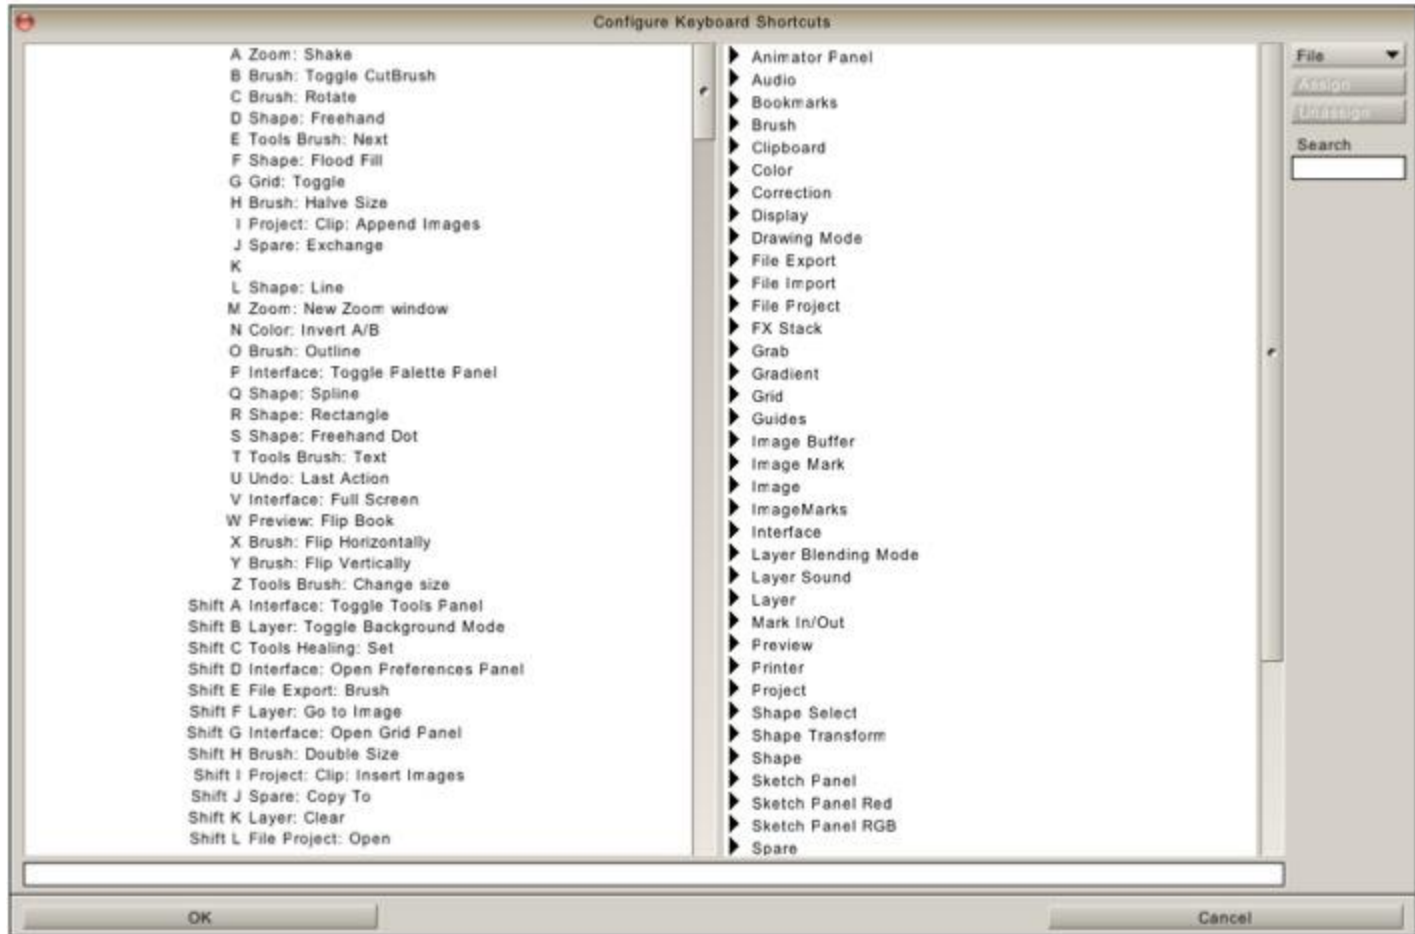 Configure Keyboard Shortcuts
A Zoom: Shake
B Brush: Toggle CutBrush
C Brush: Rotate
D Shape: Freehand
E Tools Brush: Next
F Shape: Flood Fill
G Grid: Toggle
H Brush: Halve Size
I Project: Clip: Append Images
J Spare: Exchange
K
L Shape: Line
M Zoom: New Zoom window
N Color: Invert A/B
O Brush: Outline
P Interface: Toggle Palette Panel
Q Shape: Spline
R Shape: Rectangle
S Shape: Freehand Dot
T Tools Brush: Text
U Undo: Last Action
V Interface: Full Screen
W Preview: Flip Book
X Brush: Flip Horizontally
Y Brush: Flip Vertically
Z Tools Brush: Change size
Shift A Interface: Toggle Tools Panel
Shift B Layer: Toggle Background Mode
Shift C Tools Healing: Set
Shift D Interface: Open Preferences Panel
Shift E File Export: Brush
Shift F Layer: Go to Image
Shift G Interface: Open Grid Panel
Shift H Brush: Double Size
Shift I Project: Clip: Insert Images
Shift J Spare: Copy To
Shift K Layer: Clear
Shift L File Project: Open
Animator Panel
Audio
Bookmarks
Brush
Clipboard
Color
Correction
Display
Drawing Mode
File Export
File Import
File Project
FX Stack
Grab
Gradient
Grid
Guides
Image Buffer
Image Mark
Image
ImageMarks
Interface
Layer Blending Mode
Layer Sound
Layer
Mark In/Out
Preview
Printer
Project
Shape Select
Shape Transform
Shape
Sketch Panel
Sketch Panel Red
Sketch Panel RGB
Spare
File
Assign
Unassign
Search
OK
Cancel